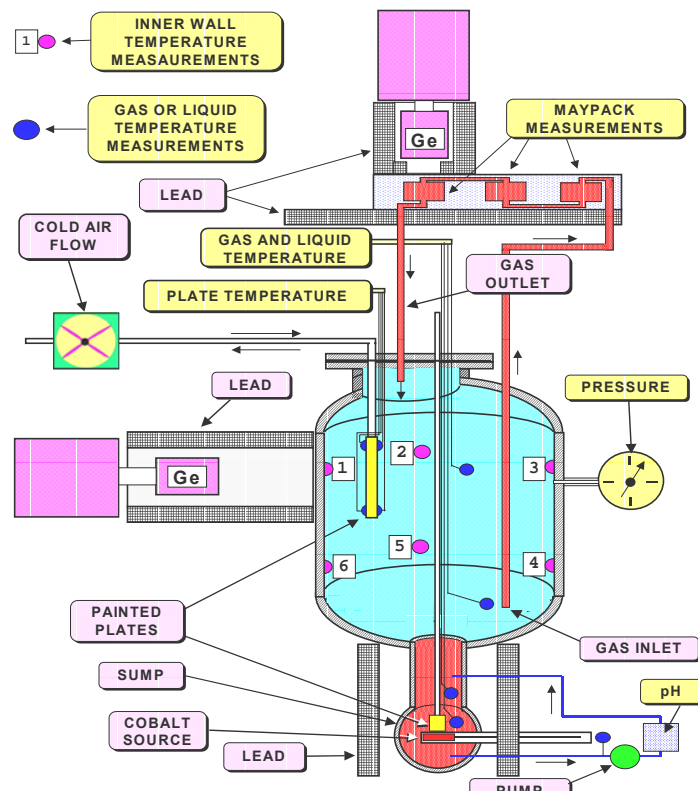 1
INNER WALL
TEMPERATURE
MEASAUREMENTS
GAS OR LIQUID
TEMPERATURE
MEASUREMENTS
Ge
MAYPACK
MEASUREMENTS
LEAD
COLD AIR
FLOW
GAS AND LIQUID
TEMPERATURE
GAS
OUTLET
PLATE TEMPERATURE
LEAD
PRESSURE
Ge
1
2
3
4
5
6
PAINTED
PLATES
GAS INLET
SUMP
pH
COBALT
SOURCE
LEAD
PUMP